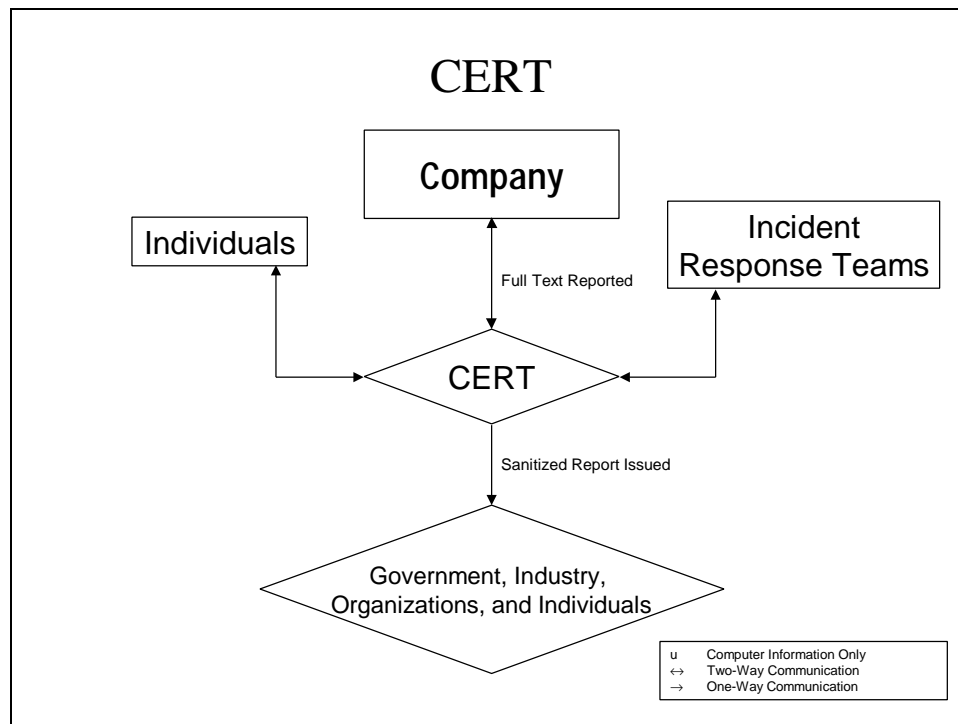 CERT
Company
Individuals
Incident
Response Teams
Full Text Reported
CERT
Sanitized Report Issued
Government, Industry,
Organizations, and Individuals
u Computer Information Only
↔ Two-Way Communication
→ One-Way Communication